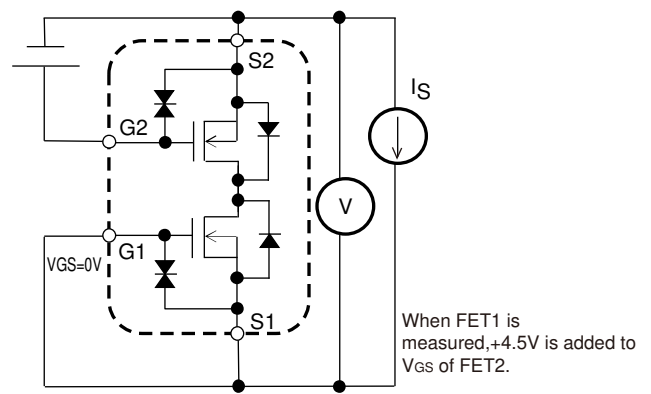 S2
IS
G2
V
G1
VGS=0V
S1
When FET1 is
measured,+4.5V is added to
VGS of FET2.